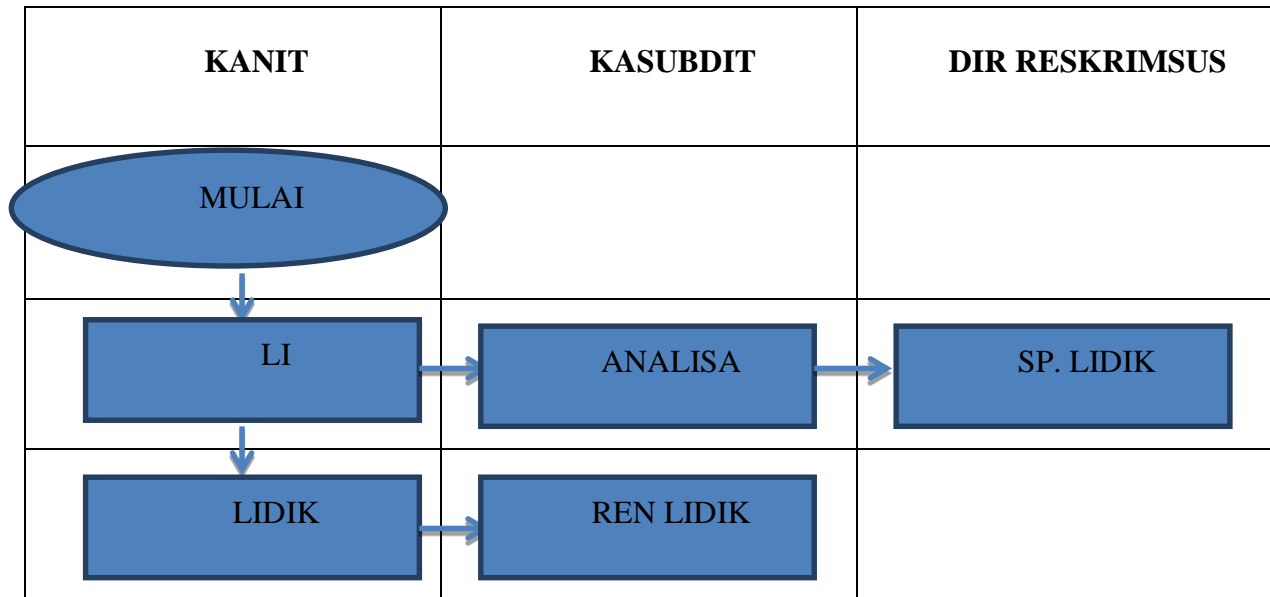 KANIT
KASUBDIT
DIR RESKRIMSUS
MULAI
LI
ANALISA
SP. LIDIK
LIDIK
REN LIDIK